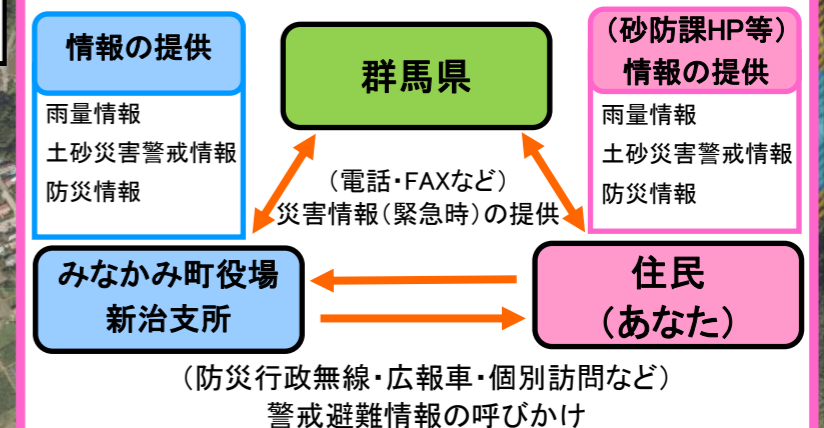 情報の提供
雨量情報
土砂災害警戒情報
防災情報
群馬県
(砂防課HP等)
情報の提供
雨量情報
土砂災害警戒情報
防災情報
(電話・FAXなど)
災害情報(緊急時)の提供
みなかみ町役場
新治支所
住民
(あなた)
(防災行政無線・広報車・個別訪問など)
警戒避難情報の呼びかけ